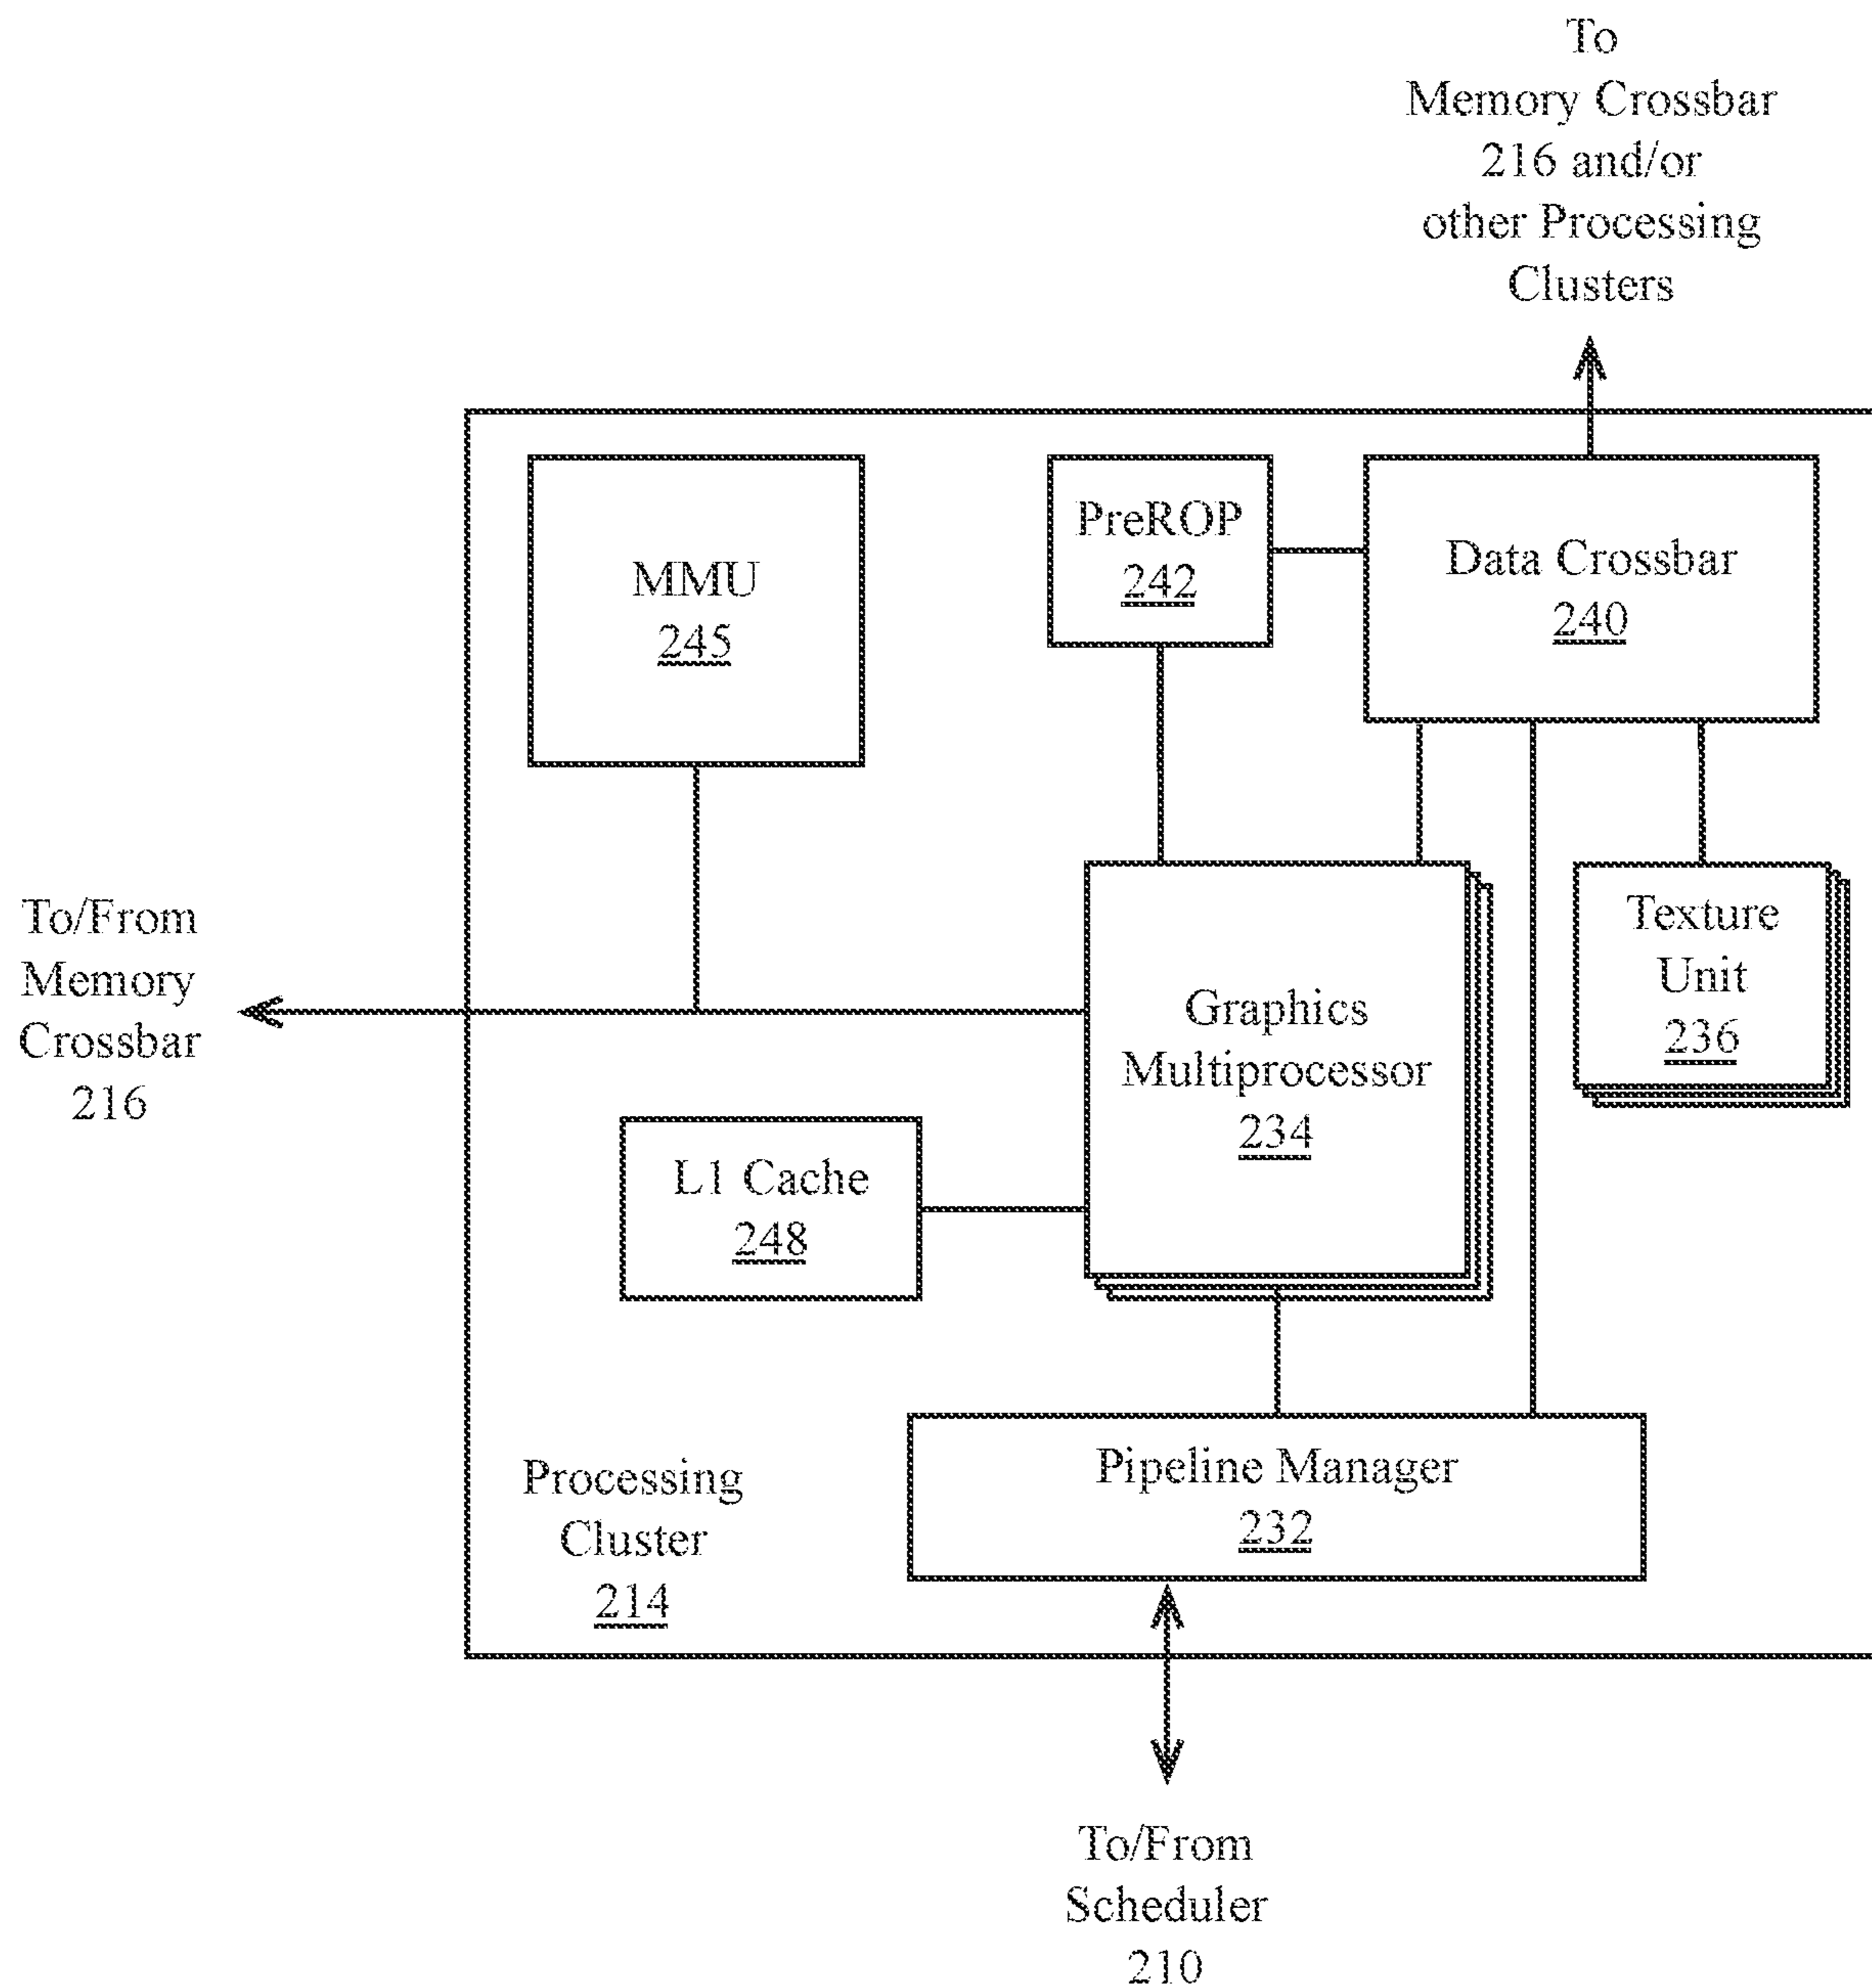 To
Memory Crossbar
216 and/or
other Processing
Clusters
MMU
245
PreROP
242
Data Crossbar
240
To/From
Memory
Crossbar
216
Graphics
Multiprocessor
234
Texture
Unit
236
L1 Cache
248
Pipeline Manager
232
Processing
Cluster
214
To/From
Scheduler
210